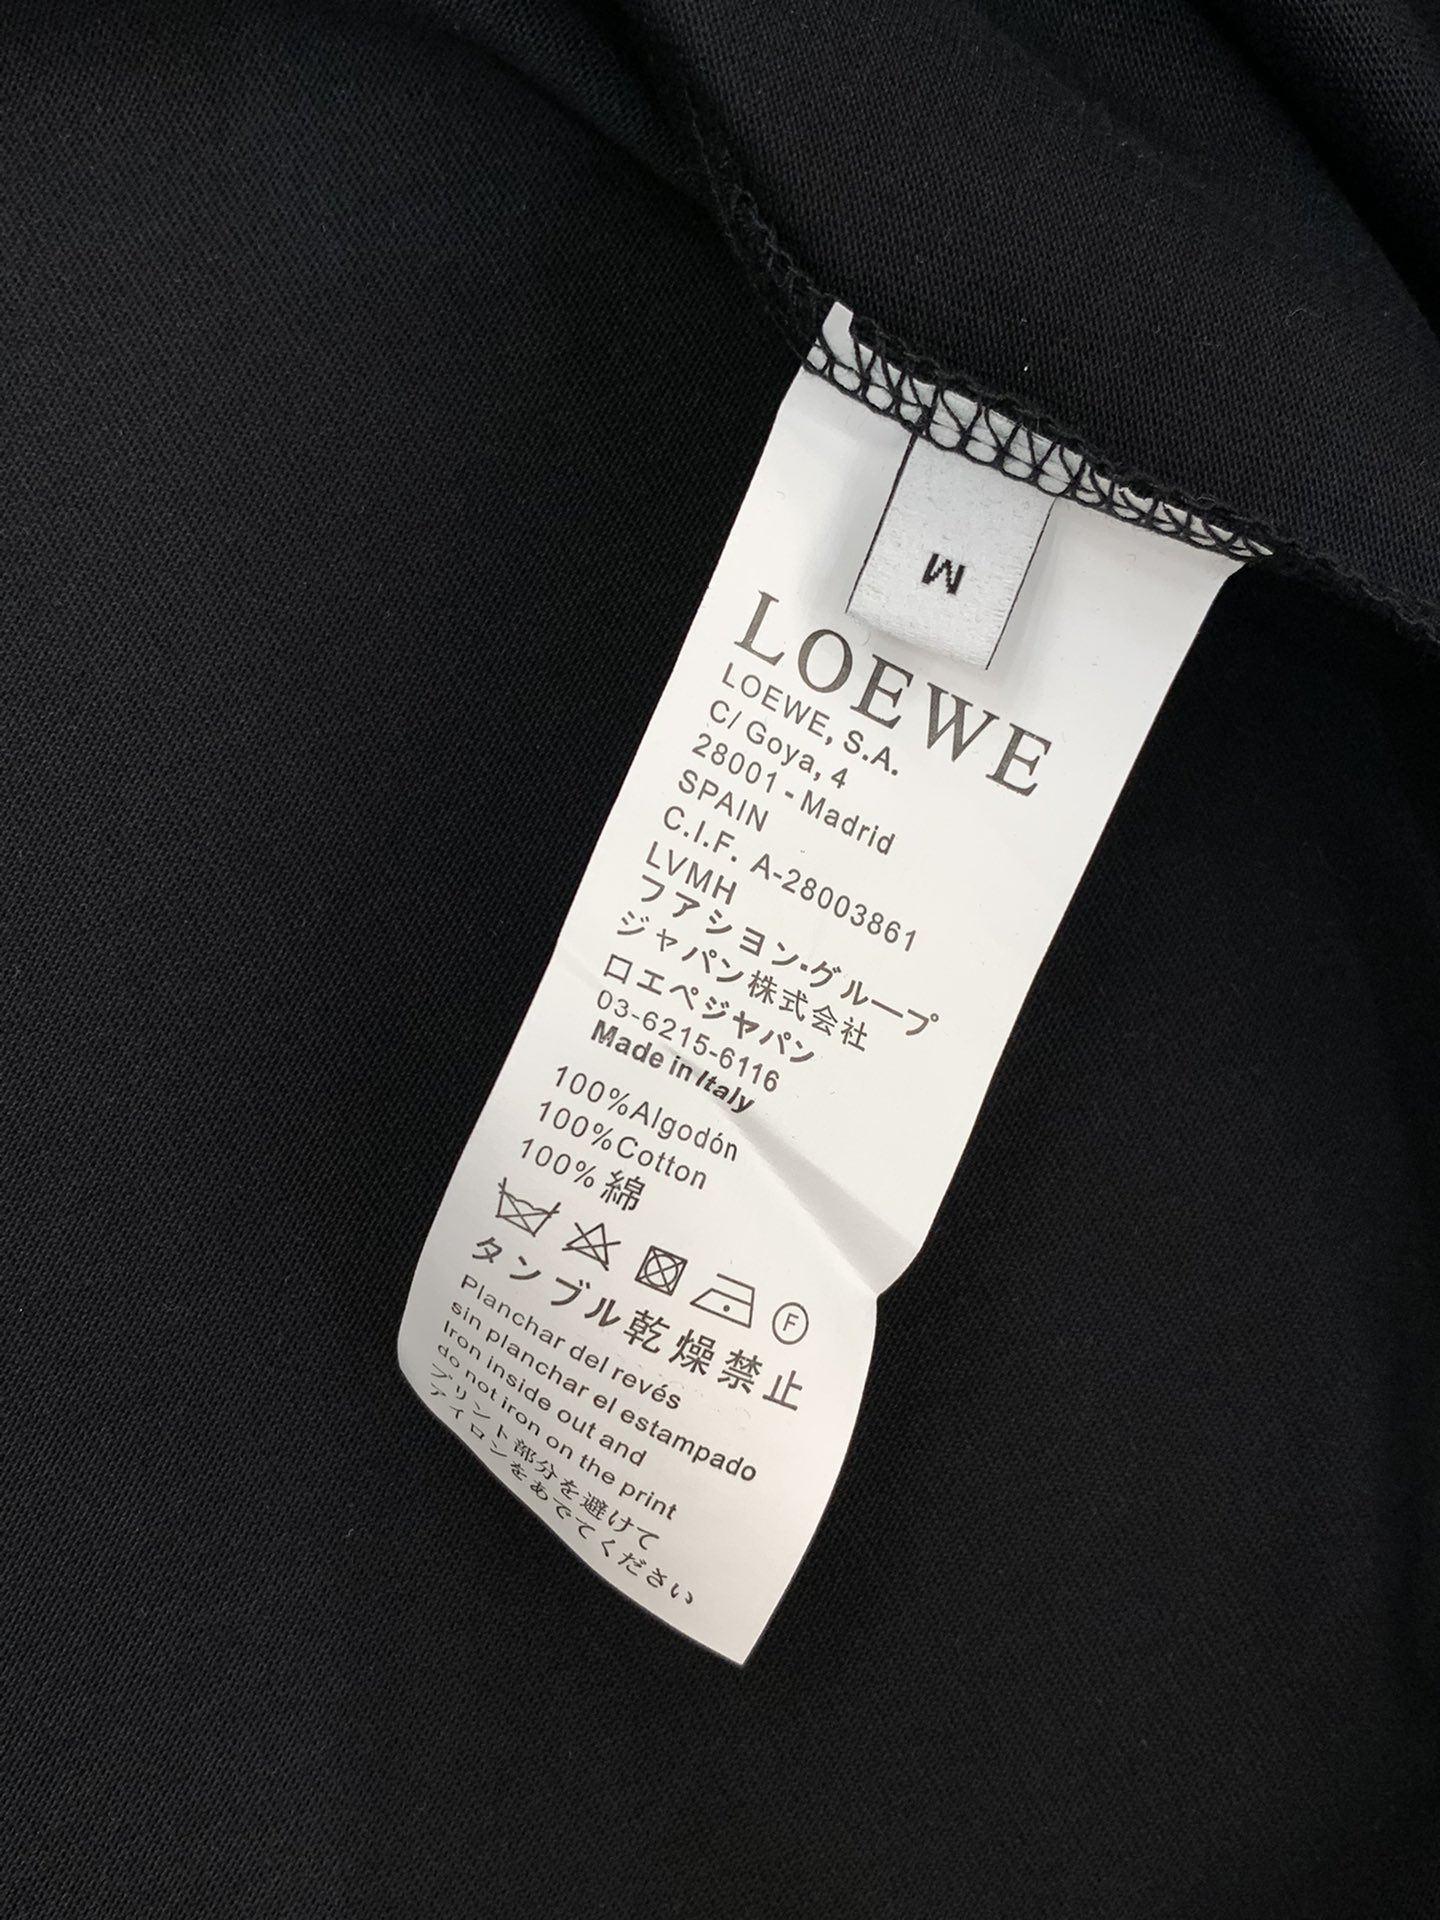 M
LOEWE
LOEWE, S.A.
C/ Goya, 4
28001 - Madrid
SPAIN
C.I.F. A-28003861
LVMH
ファシヨン・グループ
ジャパン株式会社
ロエペジャパン
03-6215-6116
Made in Italy
100%Algodón
100%Cotton
100%綿
F
タンブル乾燥禁止
Planchar del revés
sin planchar el estampado
Iron inside out and
do not iron on the print
プリント部分を避けて
アイロンをあててください